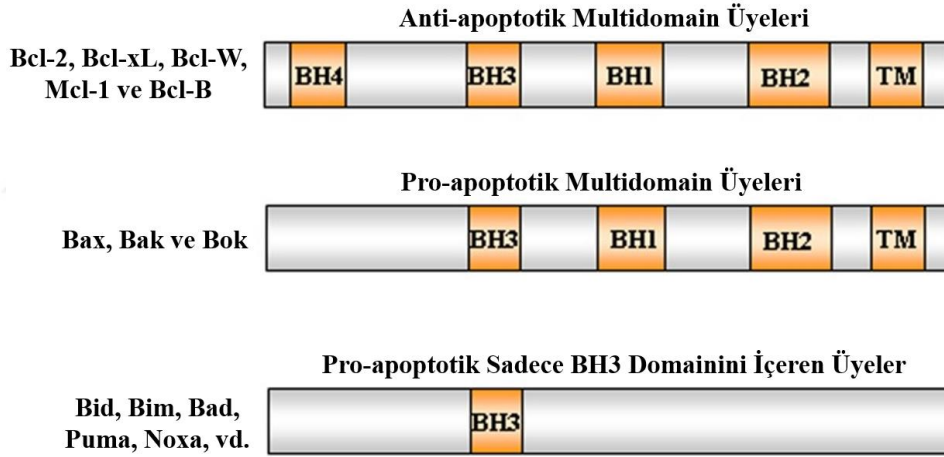 Anti-apoptotik Multidomain Üyeleri
Bcl-2, Bcl-xL, Bcl-W,
Mcl-1 ve Bcl-B
BH4 BH3 BH1 BH2 TM
Pro-apoptotik Multidomain Üyeleri
Bax, Bak ve Bok
BH3 BH1 BH2 TM
Pro-apoptotik Sadece BH3 Domainini İçeren Üyeler
Bid, Bim, Bad,
Puma, Noxa, vd.
BH3